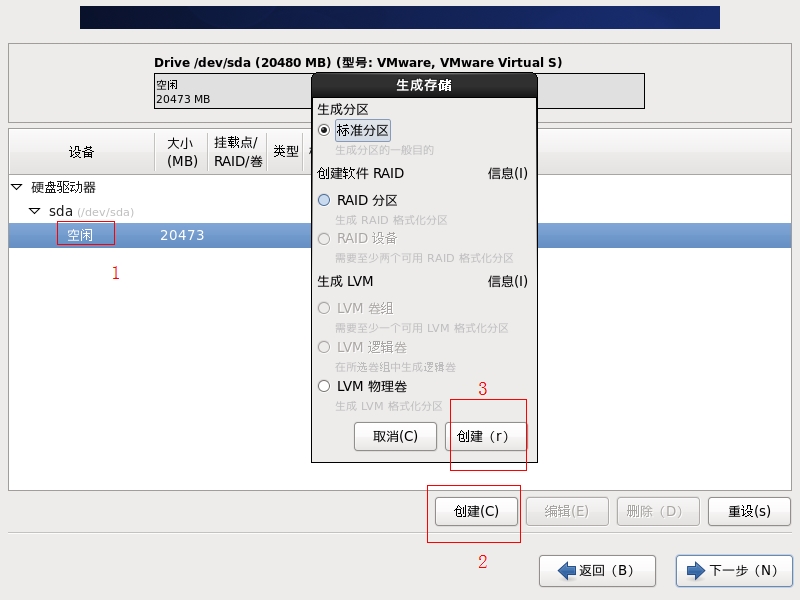 Drive /dev/sda (20480 MB) (型号: VMware, VMware Virtual S)
空闲
20473 MB
生成存储
生成分区
标准分区
生成分区的一般目的
创建软件 RAID 信息(I)
RAID 分区
生成 RAID 格式化分区
RAID 设备
需要至少两个可用 RAID 格式化分区
生成 LVM 信息(I)
LVM 卷组
需要至少一个可用 LVM 格式化分区
LVM 逻辑卷
在所选卷组中生成逻辑卷
LVM 物理卷
生成 LVM 格式化分区
3
取消(C) 创建（r）
设备 大小 (MB) 挂载点/ RAID/卷 类型
硬盘驱动器
sda (/dev/sda)
空闲 20473
1
创建(C) 编辑(E) 删除（D） 重设(s)
2
返回（B） 下一步（N）